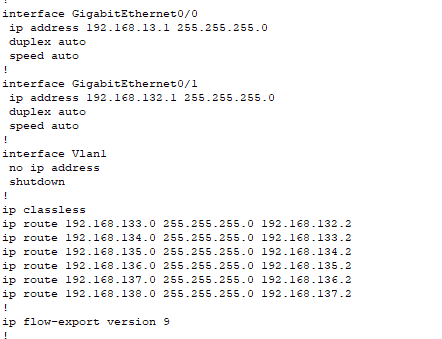 !
interface GigabitEthernet0/0
 ip address 192.168.13.1 255.255.255.0
 duplex auto
 speed auto
!
interface GigabitEthernet0/1
 ip address 192.168.132.1 255.255.255.0
 duplex auto
 speed auto
!
interface Vlan1
 no ip address
 shutdown
!
ip classless
ip route 192.168.133.0 255.255.255.0 192.168.132.2
ip route 192.168.134.0 255.255.255.0 192.168.133.2
ip route 192.168.135.0 255.255.255.0 192.168.134.2
ip route 192.168.136.0 255.255.255.0 192.168.135.2
ip route 192.168.137.0 255.255.255.0 192.168.136.2
ip route 192.168.138.0 255.255.255.0 192.168.137.2
!
ip flow-export version 9
!